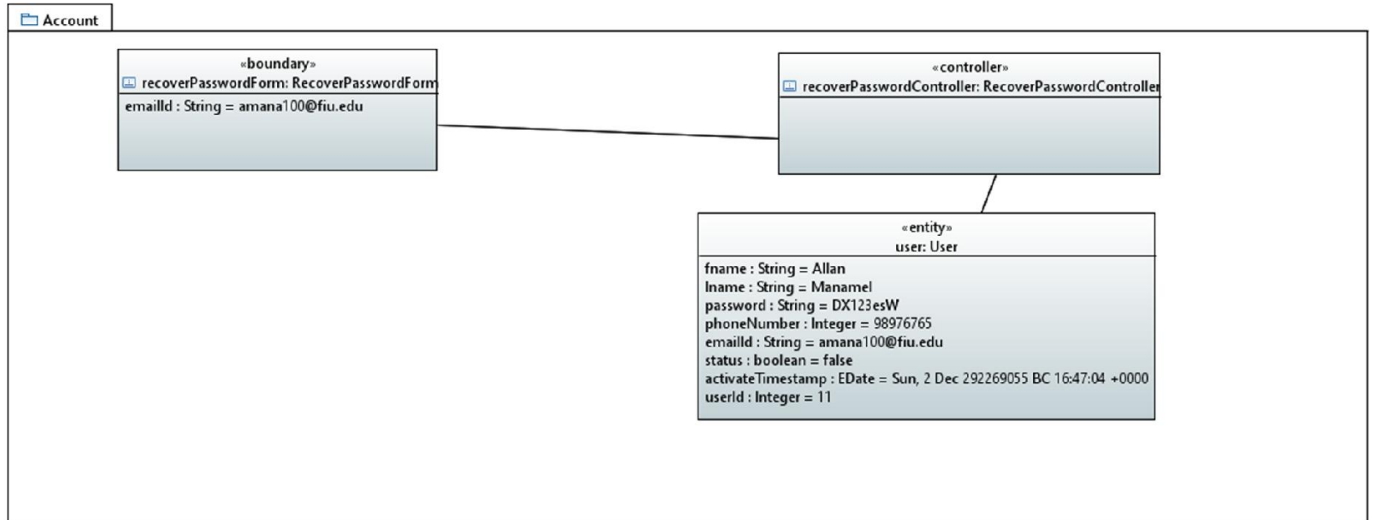 Account
«boundary»
recoverPasswordForm: RecoverPasswordForm
emailId : String = amana100@fiu.edu
«controller»
recoverPasswordController: RecoverPasswordController
«entity»
user: User
fname : String = Allan
lname : String = Manamel
password : String = DX123esW
phoneNumber : Integer = 98976765
emailId : String = amana100@fiu.edu
status : boolean = false
activateTimestamp : EDate = Sun, 2 Dec 292269055 BC 16:47:04 +0000
userId : Integer = 11